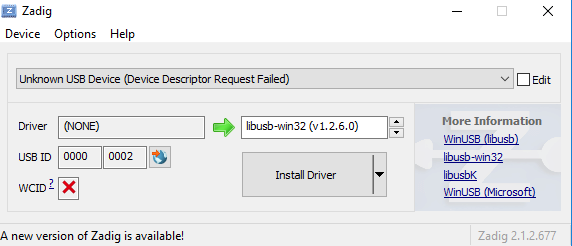 Zadig
Device Options Help
Unknown USB Device (Device Descriptor Request Failed) Edit
Driver (NONE) libusb-win32 (v1.2.6.0)
USB ID 0000 0002
WCID ?
Install Driver
More Information
WinUSB (libusb)
libusb-win32
libusbK
WinUSB (Microsoft)
A new version of Zadig is available! Zadig 2.1.2.677